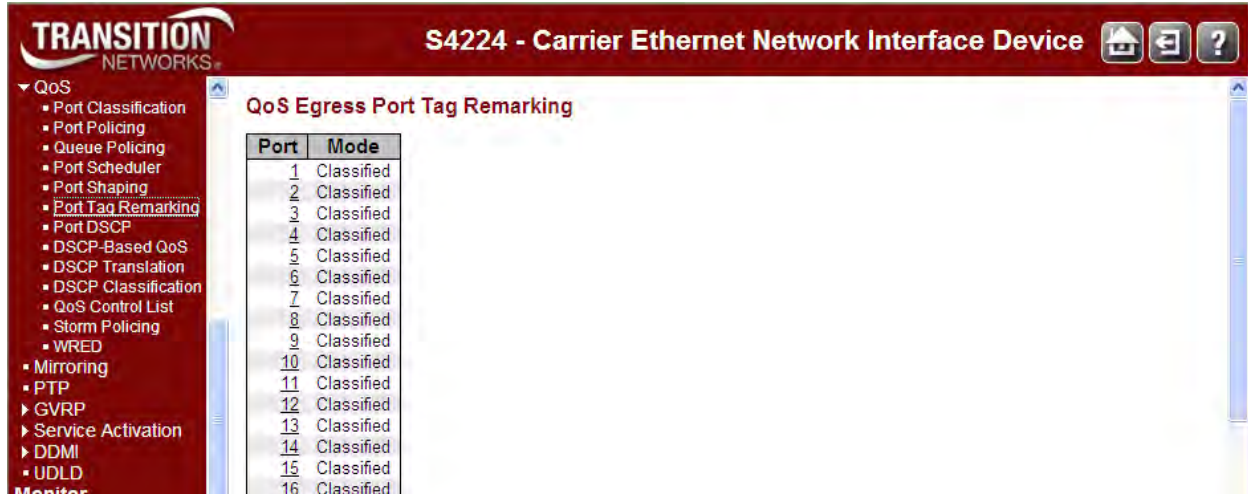 TRANSITION
NETWORKS®
S4224 - Carrier Ethernet Network Interface Device
?
QoS
Port Classification
Port Policing
Queue Policing
Port Scheduler
Port Shaping
Port Tag Remarking
Port DSCP
DSCP-Based QoS
DSCP Translation
DSCP Classification
QoS Control List
Storm Policing
WRED
Mirroring
PTP
GVRP
Service Activation
DDMI
UDLD
Monitor
QoS Egress Port Tag Remarking
Port Mode
1 Classified
2 Classified
3 Classified
4 Classified
5 Classified
6 Classified
7 Classified
8 Classified
9 Classified
10 Classified
11 Classified
12 Classified
13 Classified
14 Classified
15 Classified
16 Classified